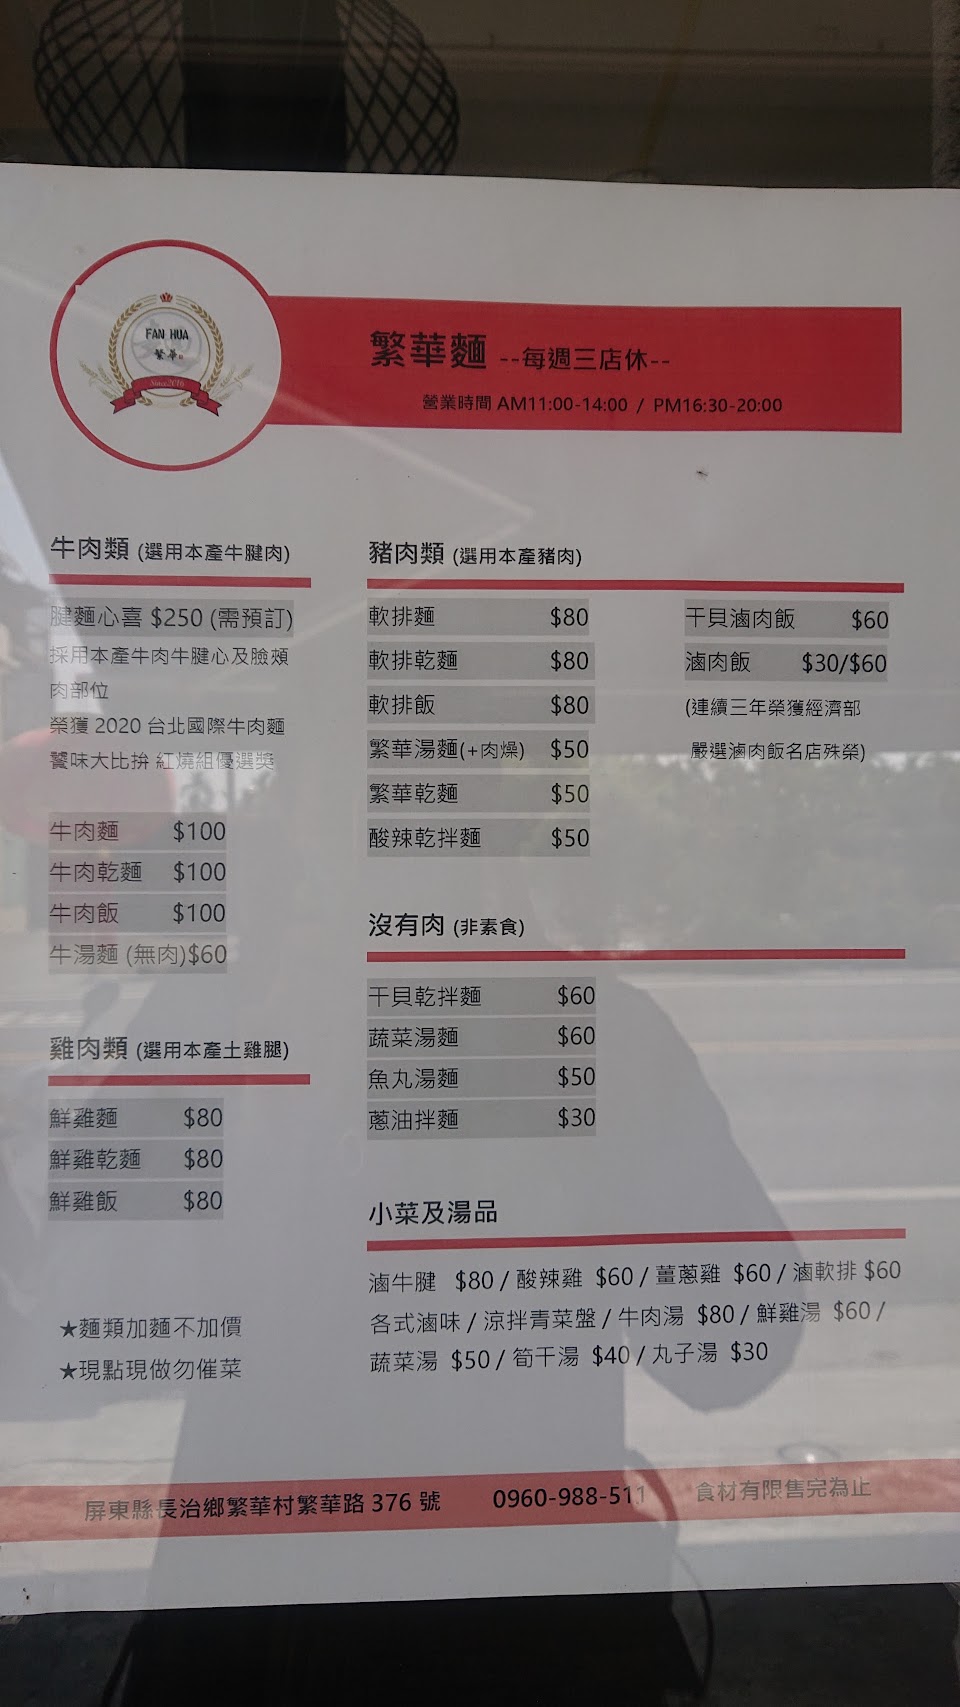 FAN HUA
繁華
Since2016
繁華麵 --每週三店休--
營業時間 AM11:00-14:00 / PM16:30-20:00
牛肉類 (選用本產牛腱肉)
腱麵心喜 $250 (需預訂)
採用本產牛肉牛腱心及臉頰
肉部位
榮獲 2020 台北國際牛肉麵
饕味大比拚 紅燒組優選獎
牛肉麵 $100
牛肉乾麵 $100
牛肉飯 $100
牛湯麵 (無肉)$60
雞肉類 (選用本產土雞腿)
鮮雞麵 $80
鮮雞乾麵 $80
鮮雞飯 $80
★麵類加麵不加價
★現點現做勿催菜
豬肉類 (選用本產豬肉)
軟排麵 $80
軟排乾麵 $80
軟排飯 $80
繁華湯麵(+肉燥) $50
繁華乾麵 $50
酸辣乾拌麵 $50
干貝滷肉飯 $60
滷肉飯 $30/$60
(連續三年榮獲經濟部
嚴選滷肉飯名店殊榮)
沒有肉 (非素食)
干貝乾拌麵 $60
蔬菜湯麵 $60
魚丸湯麵 $50
蔥油拌麵 $30
小菜及湯品
滷牛腱 $80 / 酸辣雞 $60 / 薑蔥雞 $60 / 滷軟排 $60
各式滷味 / 涼拌青菜盤 / 牛肉湯 $80 / 鮮雞湯 $60 /
蔬菜湯 $50 / 筍干湯 $40 / 丸子湯 $30
屏東縣長治鄉繁華村繁華路 376 號 0960-988-511 食材有限售完為止